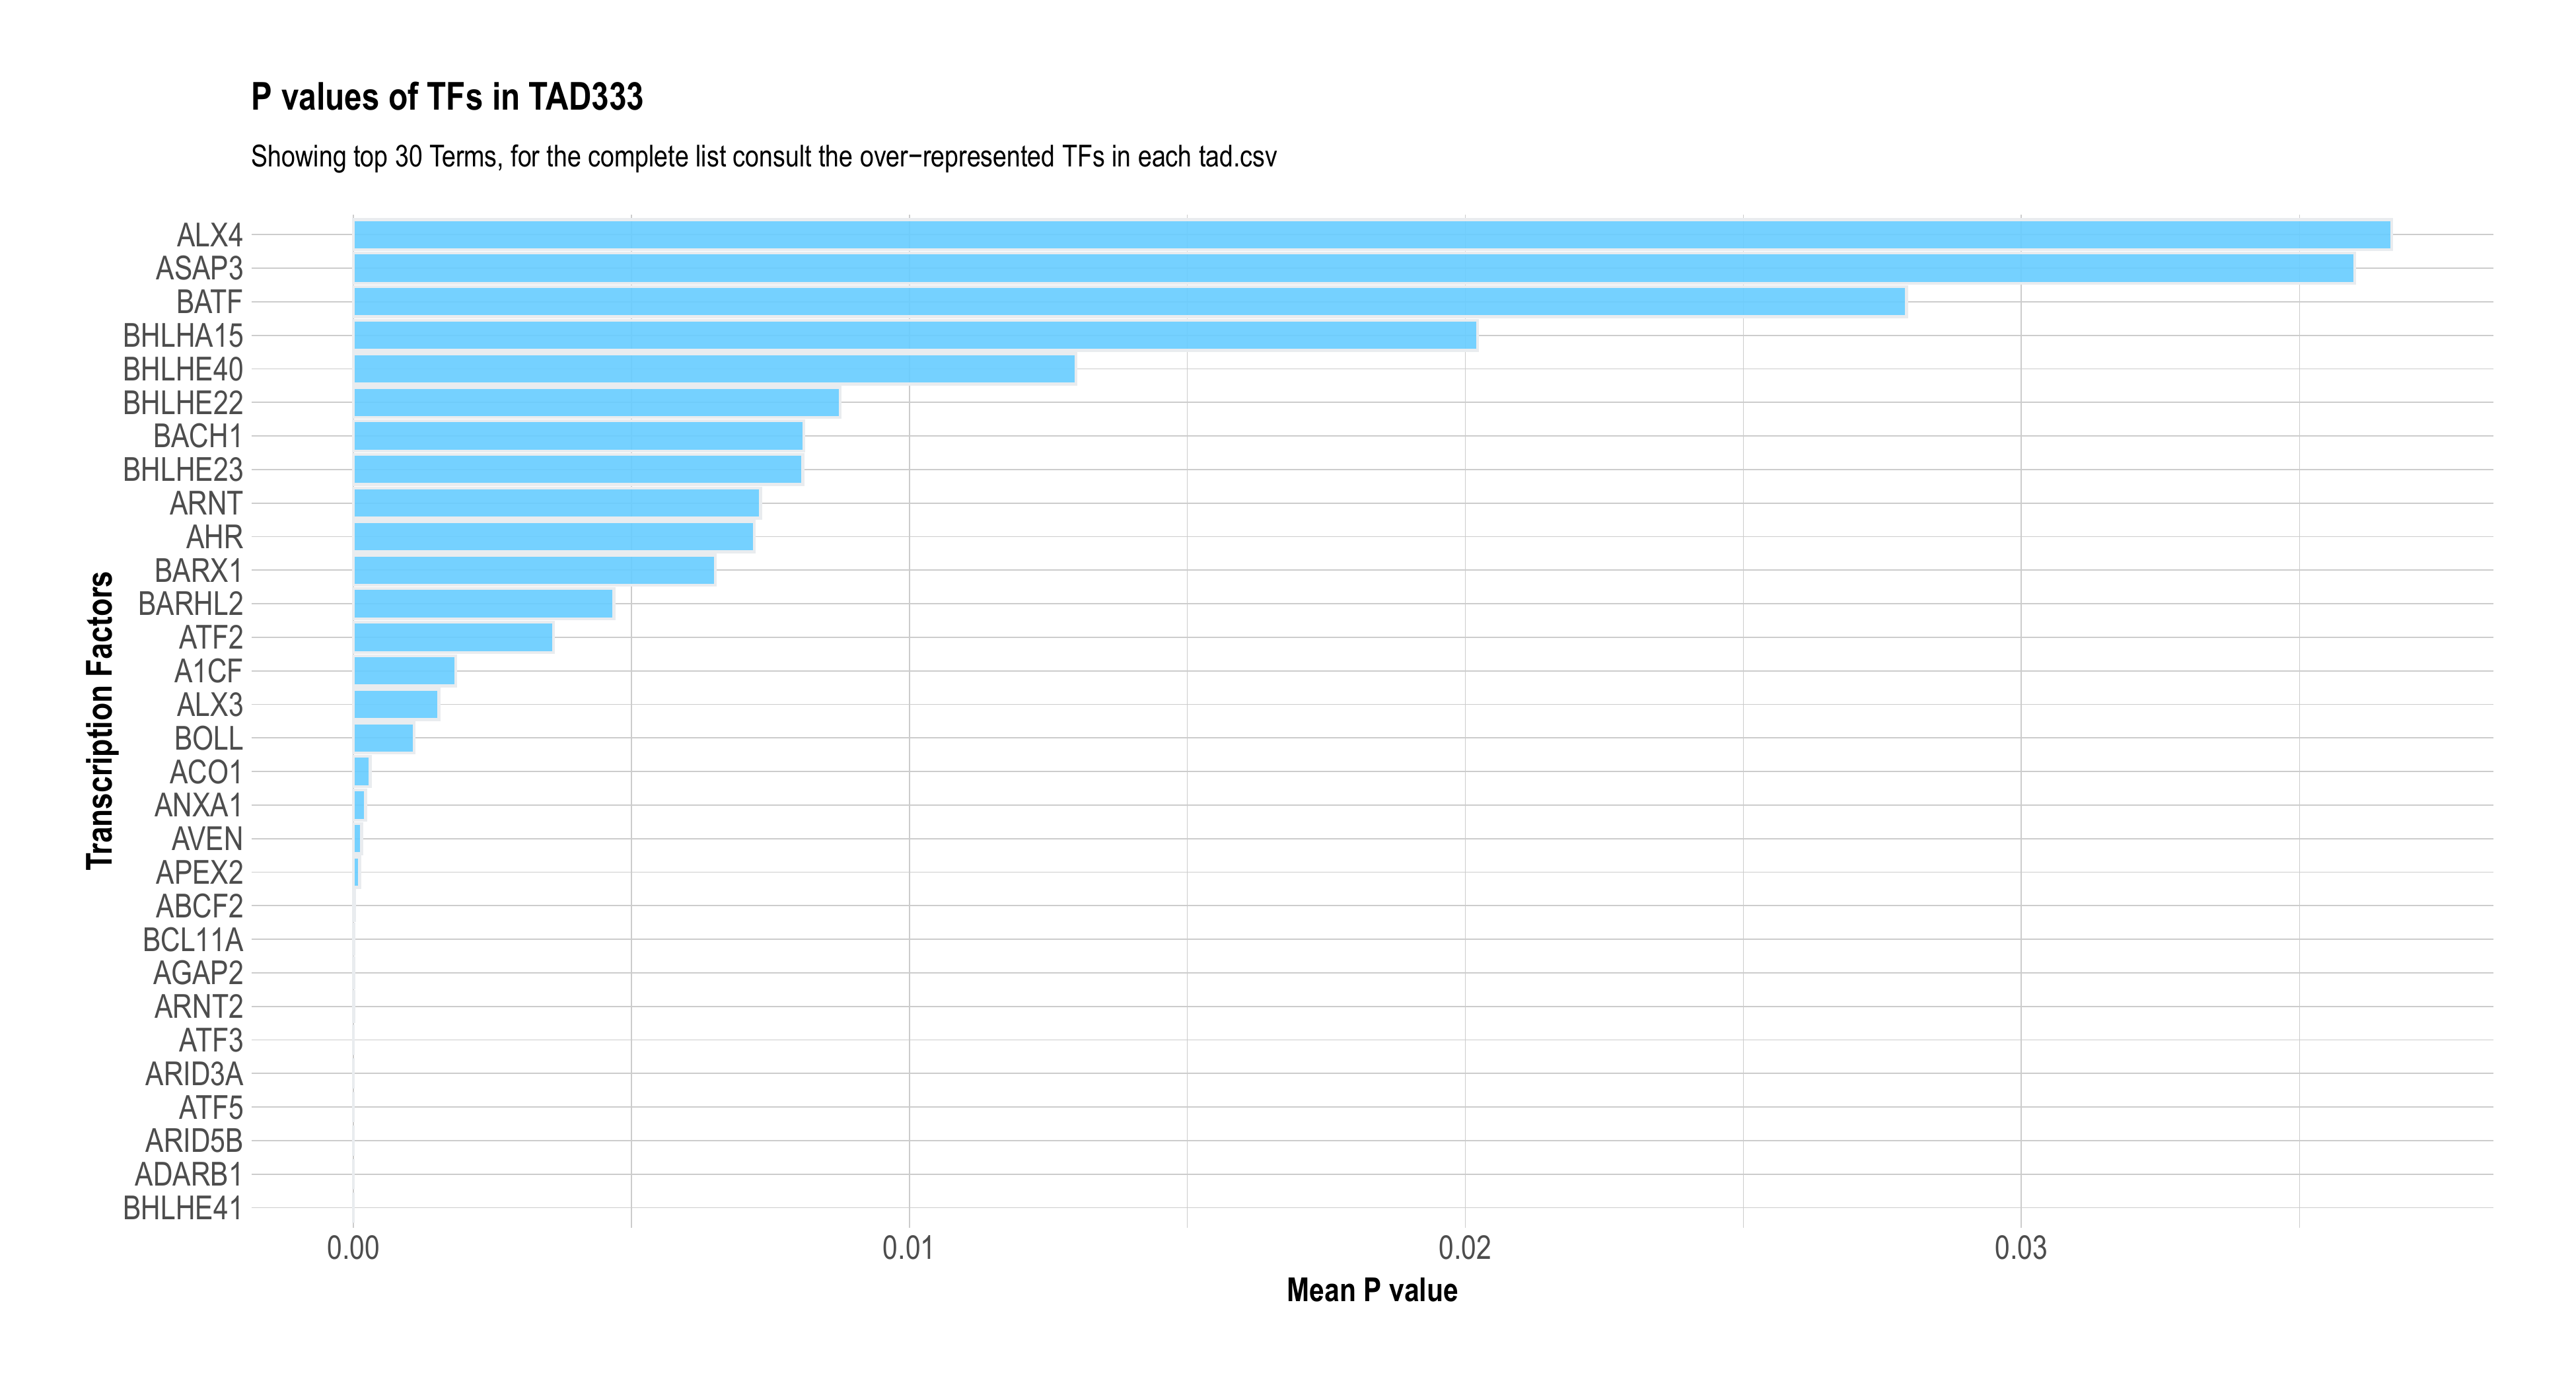 P values of TFs in TAD333
Showing top 30 Terms, for the complete list consult the over−represented TFs in each tad.csv
Transcription Factors
ALX4
ASAP3
BATF
BHLHA15
BHLHE40
BHLHE22
BACH1
BHLHE23
ARNT
AHR
BARX1
BARHL2
ATF2
A1CF
ALX3
BOLL
ACO1
ANXA1
AVEN
APEX2
ABCF2
BCL11A
AGAP2
ARNT2
ATF3
ARID3A
ATF5
ARID5B
ADARB1
BHLHE41
0.00 0.01 0.02 0.03
Mean P value